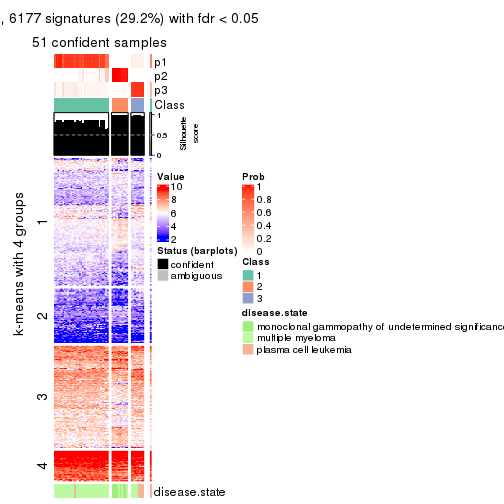 , 6177 signatures (29.2%) with fdr < 0.05
51 confident samples
p1
p2
p3
Class
1
0.5
0
Silhouette
score
k-means with 4 groups
1
2
3
4
disease.state
Value
10
8
6
4
2
Status (barplots)
confident
ambiguous
Prob
1
0.8
0.6
0.4
0.2
0
Class
1
2
3
disease.state
monoclonal gammopathy of undetermined significance
multiple myeloma
plasma cell leukemia